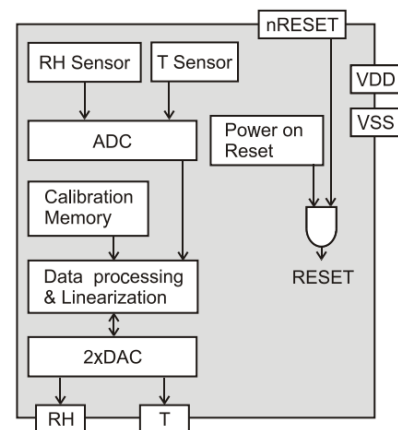 nRESET
RH Sensor
T Sensor
VDD
VSS
ADC
Power on
Reset
Calibration
Memory
RESET
Data processing
& Linearization
2xDAC
RH
T